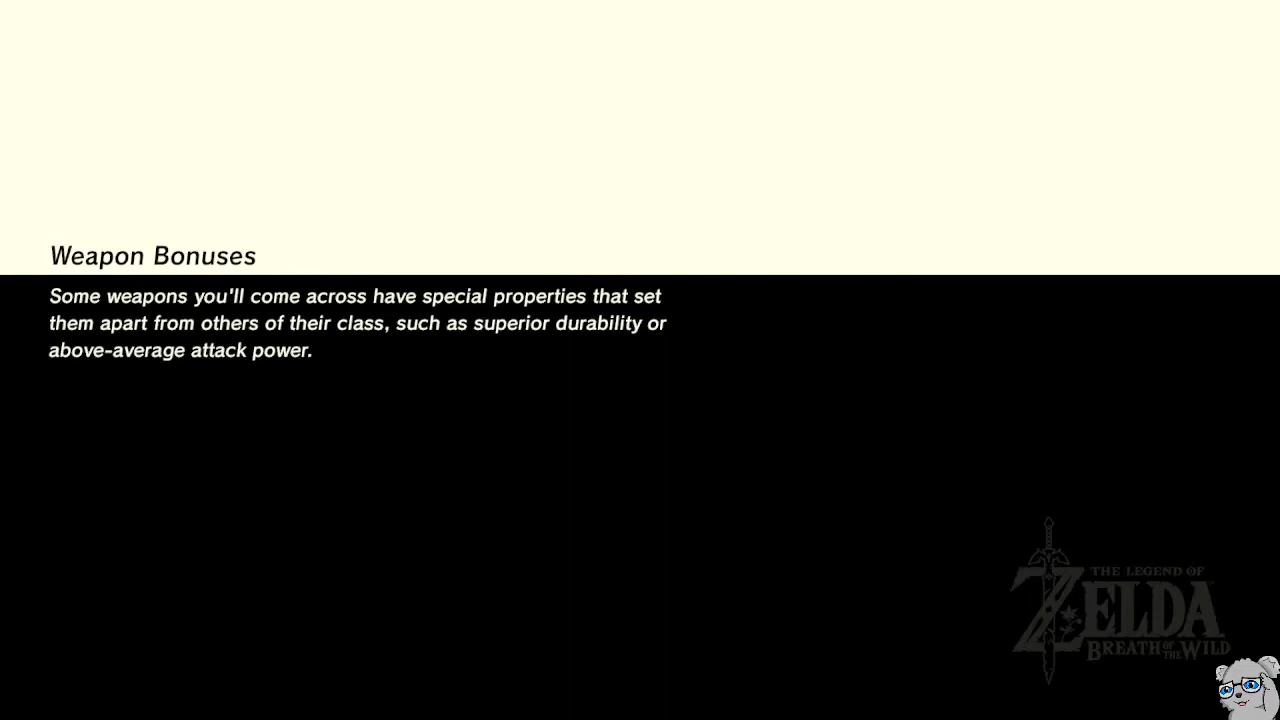 Weapon Bonuses
Some weapons you'll come across have special properties that set
them apart from others of their class, such as superior durability or
above-average attack power.
THE LEGEND OF
ZELDA
BREATH OF THE WILD